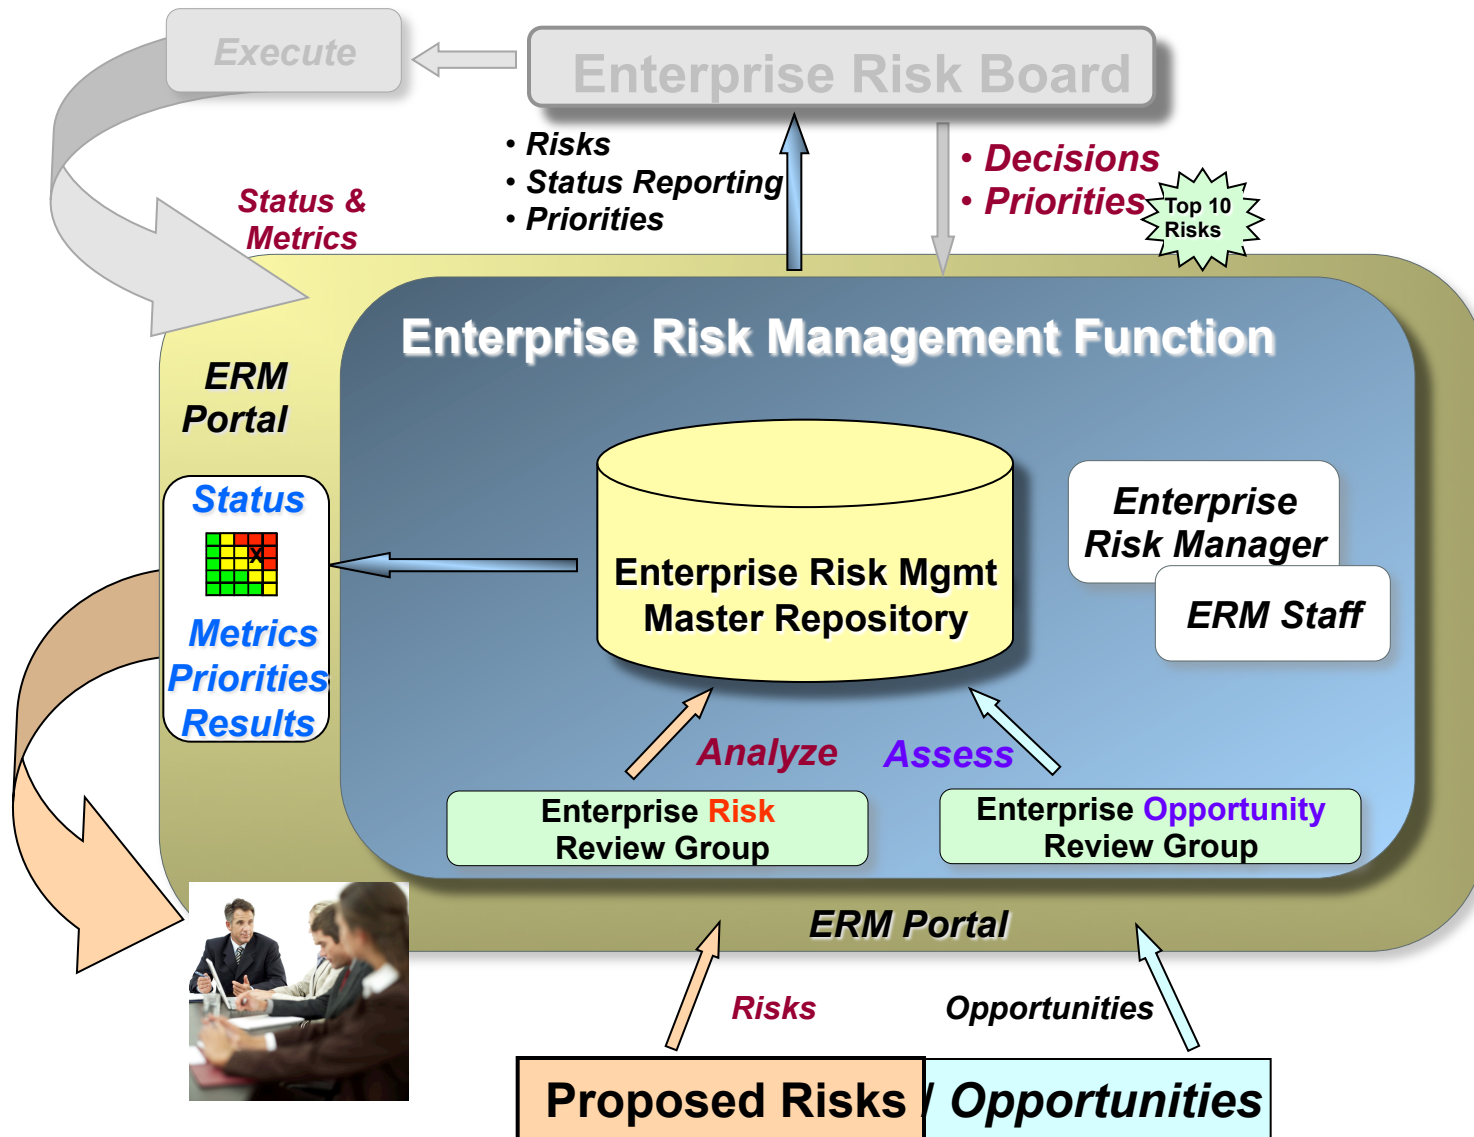 Execute
Enterprise Risk Board
• Risks
• Status Reporting
• Priorities
• Decisions
• Priorities
Top 10
Risks
Status &
Metrics
Enterprise Risk Management Function
ERM
Portal
Status
X
Metrics
Priorities
Results
Enterprise Risk Mgmt
Master Repository
Enterprise
Risk Manager
ERM Staff
Analyze
Assess
Enterprise Risk
Review Group
Enterprise Opportunity
Review Group
ERM Portal
Risks
Opportunities
Proposed Risks / Opportunities